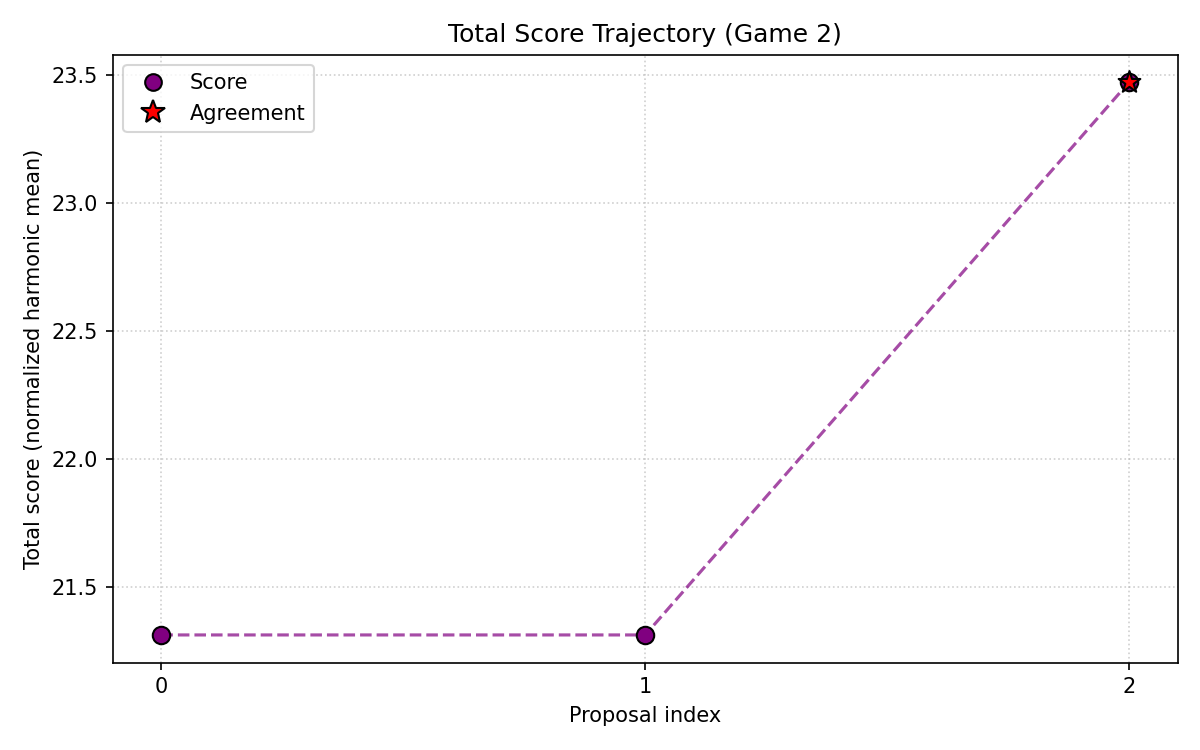 Total Score Trajectory (Game 2)
Score
Agreement
Total score (normalized harmonic mean)
23.5
23.0
22.5
22.0
21.5
0
1
2
Proposal index